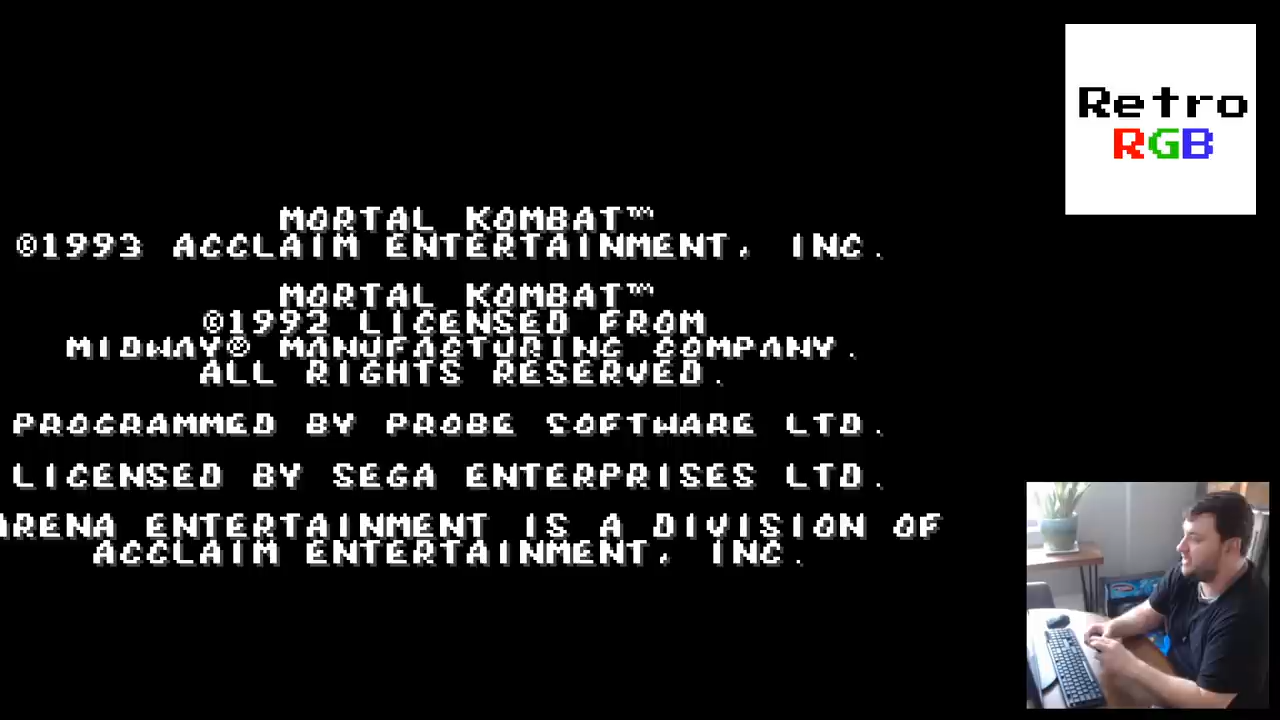 Retro
RGB
MORTAL KOMBAT™
©1993 ACCLAIM ENTERTAINMENT, INC.
MORTAL KOMBAT™
©1992 LICENSED FROM
MIDWAY® MANUFACTURING COMPANY.
ALL RIGHTS RESERVED.
PROGRAMMED BY PROBE SOFTWARE LTD.
LICENSED BY SEGA ENTERPRISES LTD.
ARENA ENTERTAINMENT IS A DIVISION OF
ACCLAIM ENTERTAINMENT, INC.